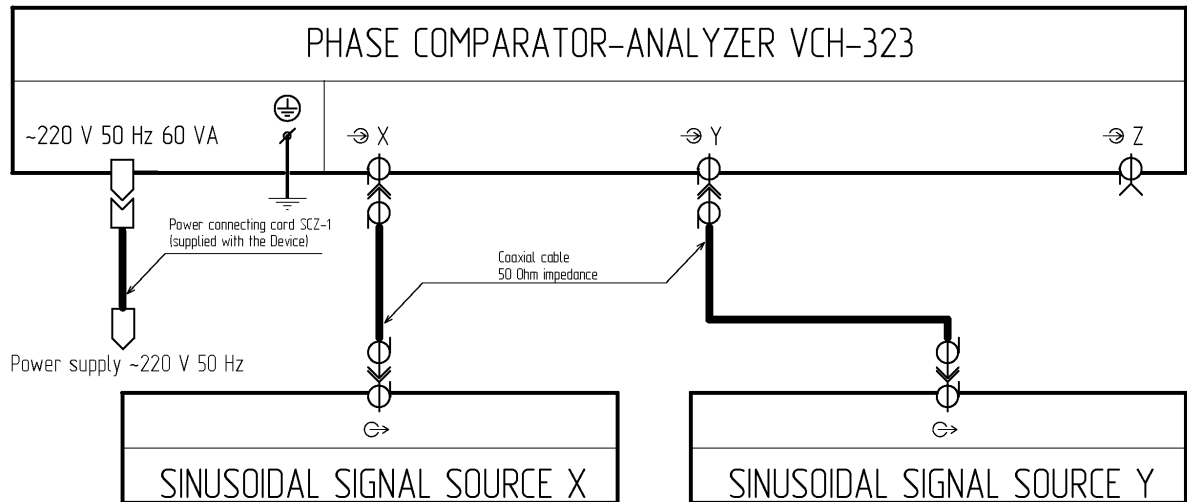 PHASE COMPARATOR-ANALYZER VCH-323
~220 V 50 Hz 60 VA
X
Y
Z
Power connecting cord SCZ-1
(supplied with the Device)
Coaxial cable
50 Ohm impedance
Power supply ~220 V 50 Hz
SINUSOIDAL SIGNAL SOURCE X
SINUSOIDAL SIGNAL SOURCE Y